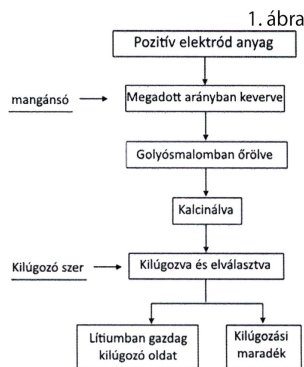 1. ábra
Pozitív elektród anyag
mangánsó
Megadott arányban keverve
Golyósmalomban őrölve
Kalcinálva
Kilúgozó szer
Kilúgozva és elválasztva
Lítiumban gazdag
kilúgozó oldat
Kilúgozási
maradék